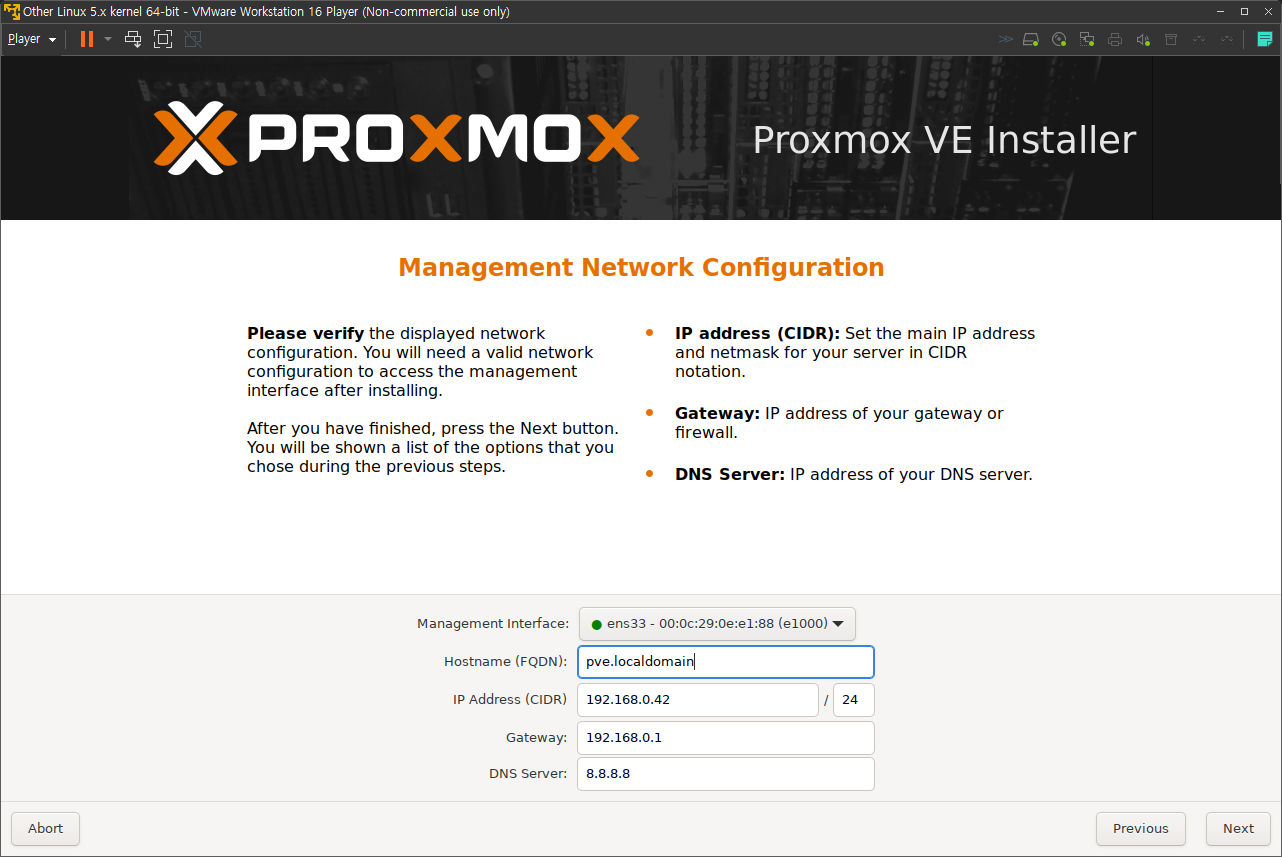 Other Linux 5.x kernel 64-bit - VMware Workstation 16 Player (Non-commercial use only)
Player
PROXMOX
Proxmox VE Installer
Management Network Configuration
Please verify the displayed network
configuration. You will need a valid network
configuration to access the management
interface after installing.
After you have finished, press the Next button.
You will be shown a list of the options that you
chose during the previous steps.
IP address (CIDR): Set the main IP address
and netmask for your server in CIDR
notation.
Gateway: IP address of your gateway or
firewall.
DNS Server: IP address of your DNS server.
Management Interface: ens33 - 00:0c:29:0e:e1:88 (e1000)
Hostname (FQDN): pve.localdomain
IP Address (CIDR) 192.168.0.42 / 24
Gateway: 192.168.0.1
DNS Server: 8.8.8.8
Abort Previous Next